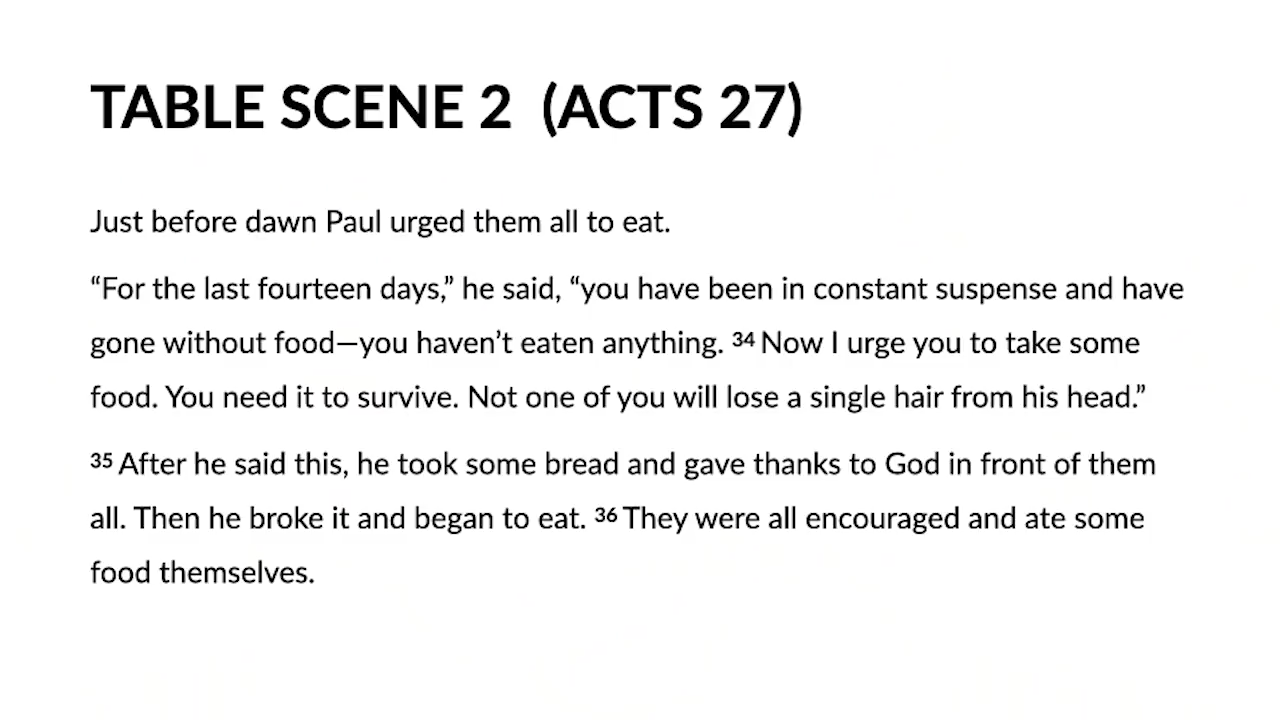 TABLE SCENE 2 (ACTS 27)
Just before dawn Paul urged them all to eat.
“For the last fourteen days,” he said, “you have been in constant suspense and have
gone without food—you haven’t eaten anything. 34 Now I urge you to take some
food. You need it to survive. Not one of you will lose a single hair from his head.”
35 After he said this, he took some bread and gave thanks to God in front of them
all. Then he broke it and began to eat. 36 They were all encouraged and ate some
food themselves.